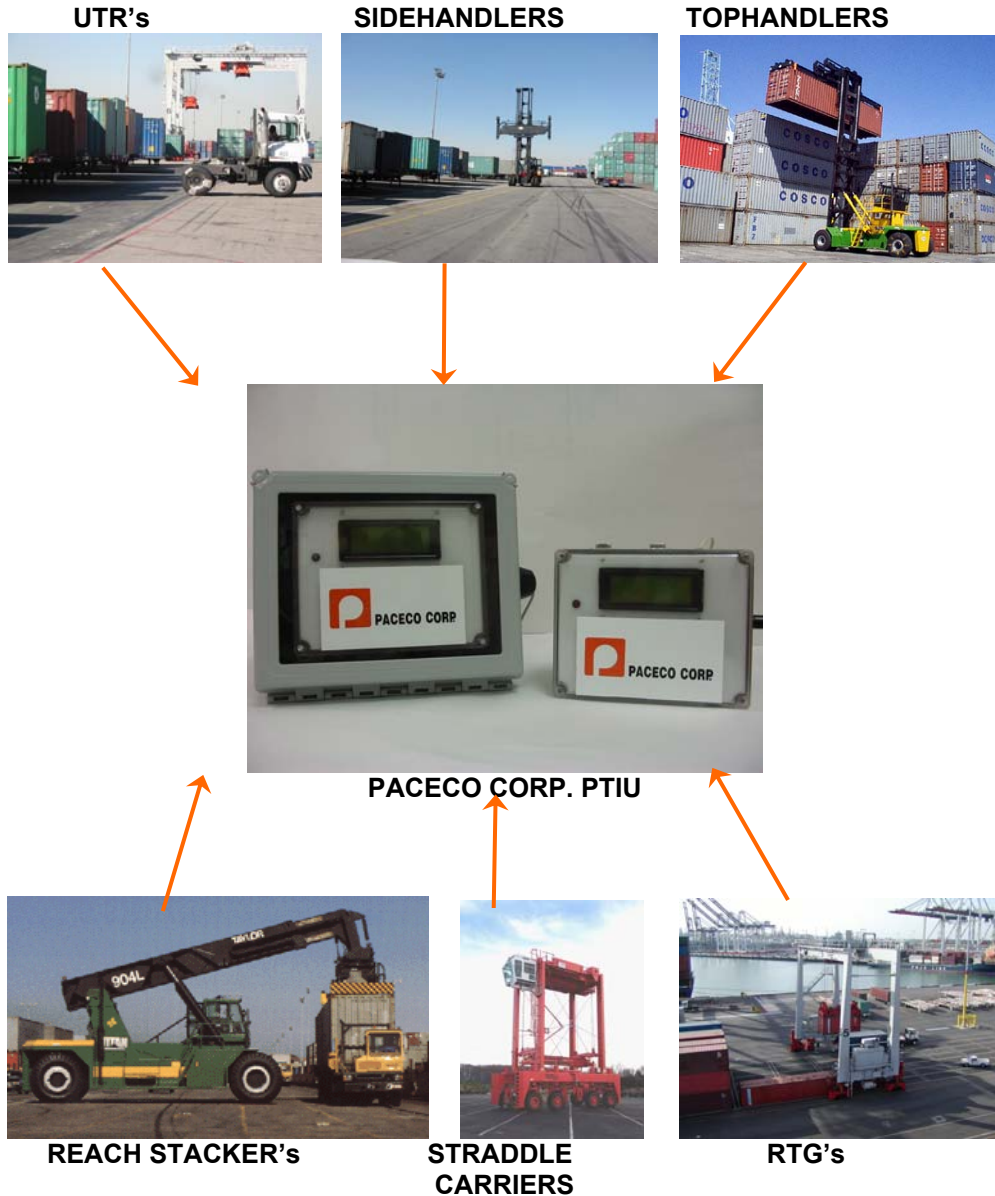 UTR's
SIDEHANDLERS
TOPHANDLERS
COSCO
COSCO
COSCO
PACECO CORP.
PACECO CORP.
PACECO CORP. PTIU
TAYLOR
904L
REACH STACKER's
STRADDLE
CARRIERS
RTG's